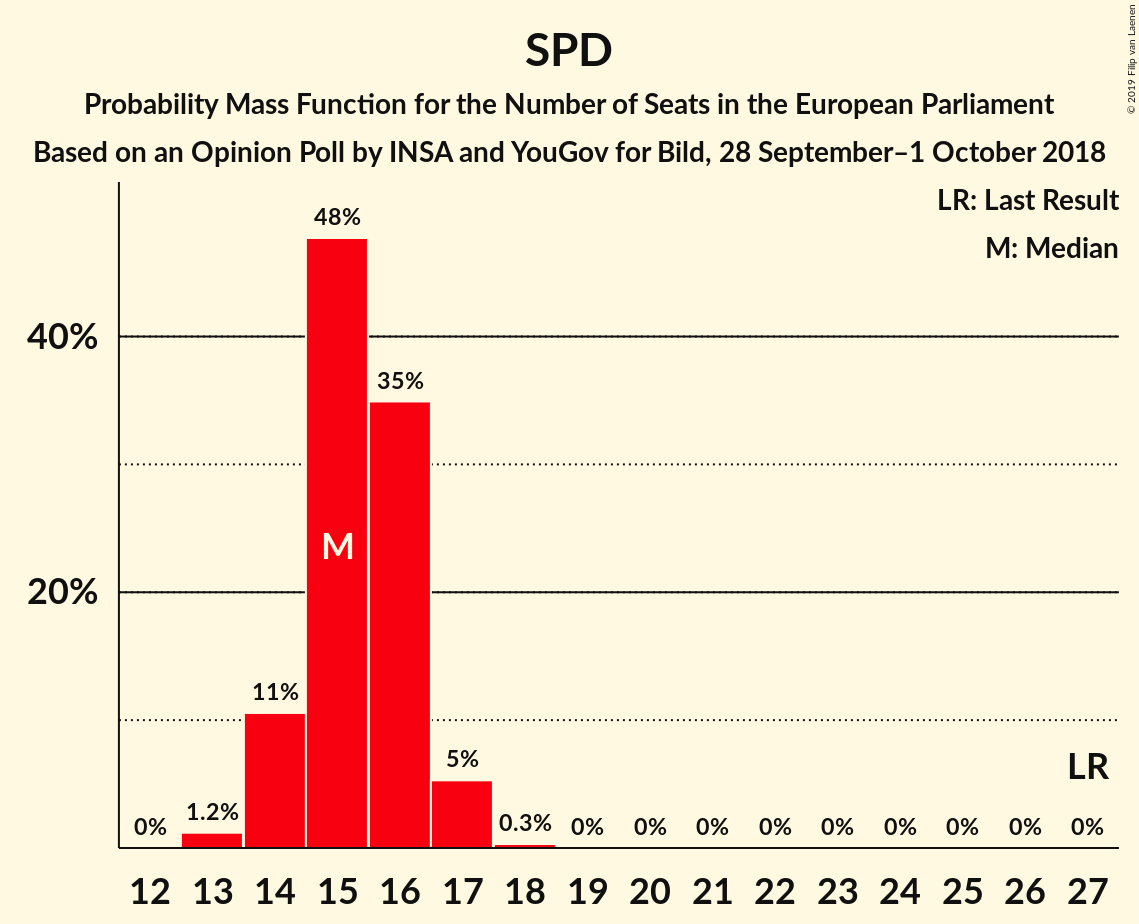 SPD
Probability Mass Function for the Number of Seats in the European Parliament
Based on an Opinion Poll by INSA and YouGov for Bild, 28 September–1 October 2018
© 2019 Filip van Laenen
LR: Last Result
M: Median
40%
20%
0% 1.2% 11% 48% 35% 5% 0.3% 0% 0% 0% 0% 0% 0% 0% 0% 0%
M
LR
12 13 14 15 16 17 18 19 20 21 22 23 24 25 26 27